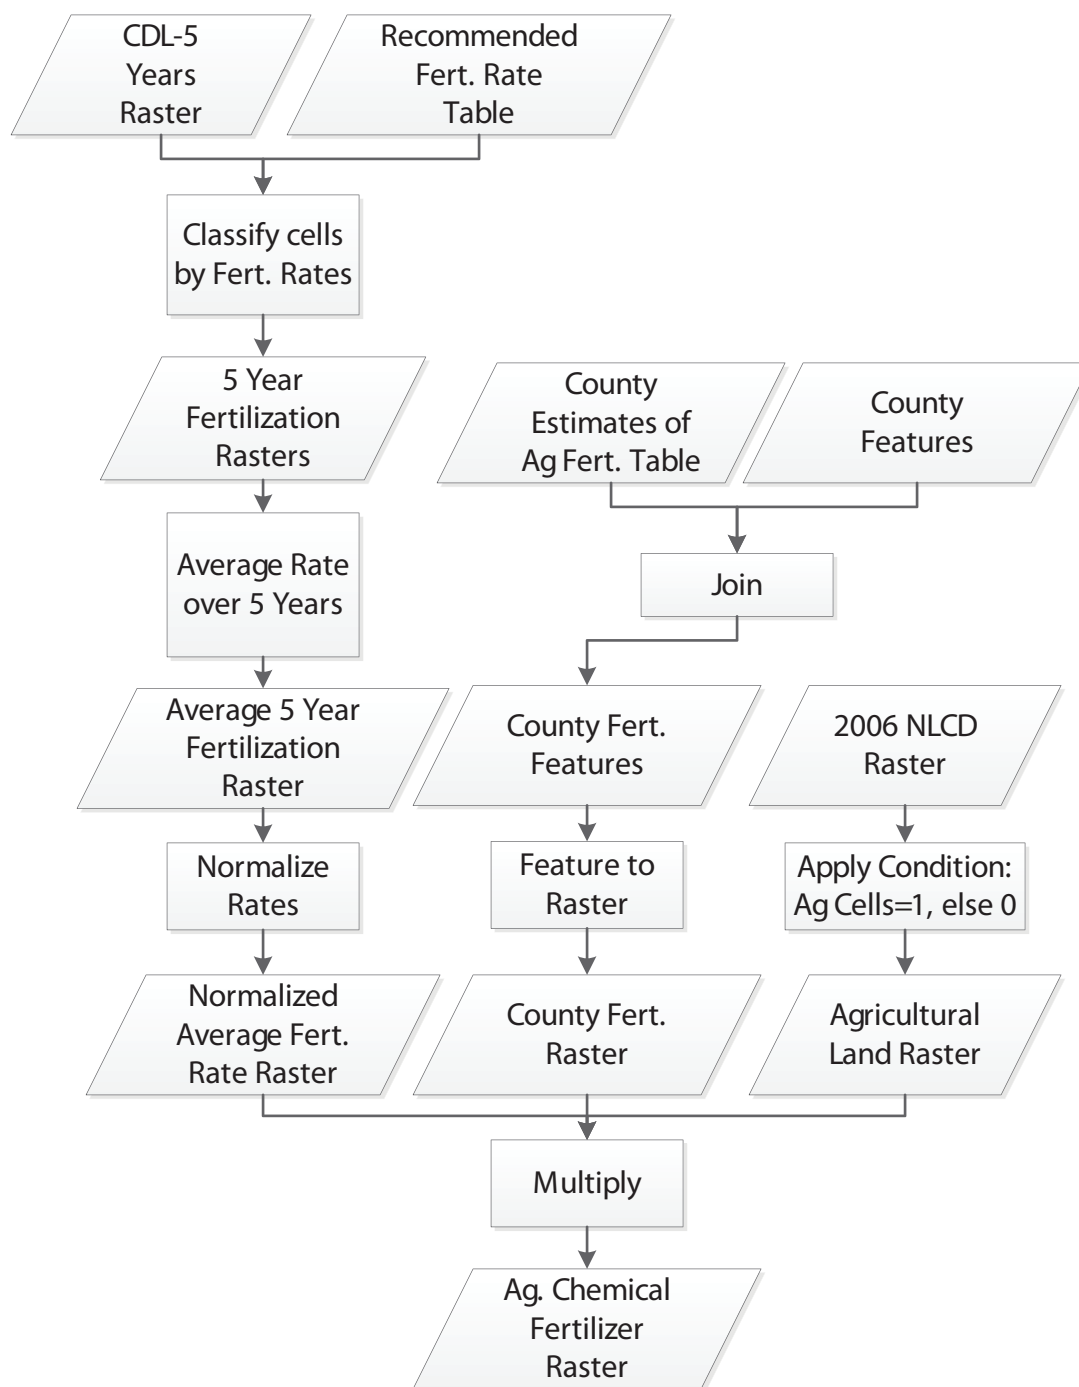 CDL-5
Years
Raster
Recommended
Fert. Rate
Table
Classify cells
by Fert. Rates
5 Year
Fertilization
Rasters
County
Estimates of
Ag Fert. Table
County
Features
Average Rate
over 5 Years
Join
Average 5 Year
Fertilization
Raster
County Fert.
Features
2006 NLCD
Raster
Normalize
Rates
Feature to
Raster
Apply Condition:
Ag Cells=1, else 0
Normalized
Average Fert.
Rate Raster
County Fert.
Raster
Agricultural
Land Raster
Multiply
Ag. Chemical
Fertilizer
Raster